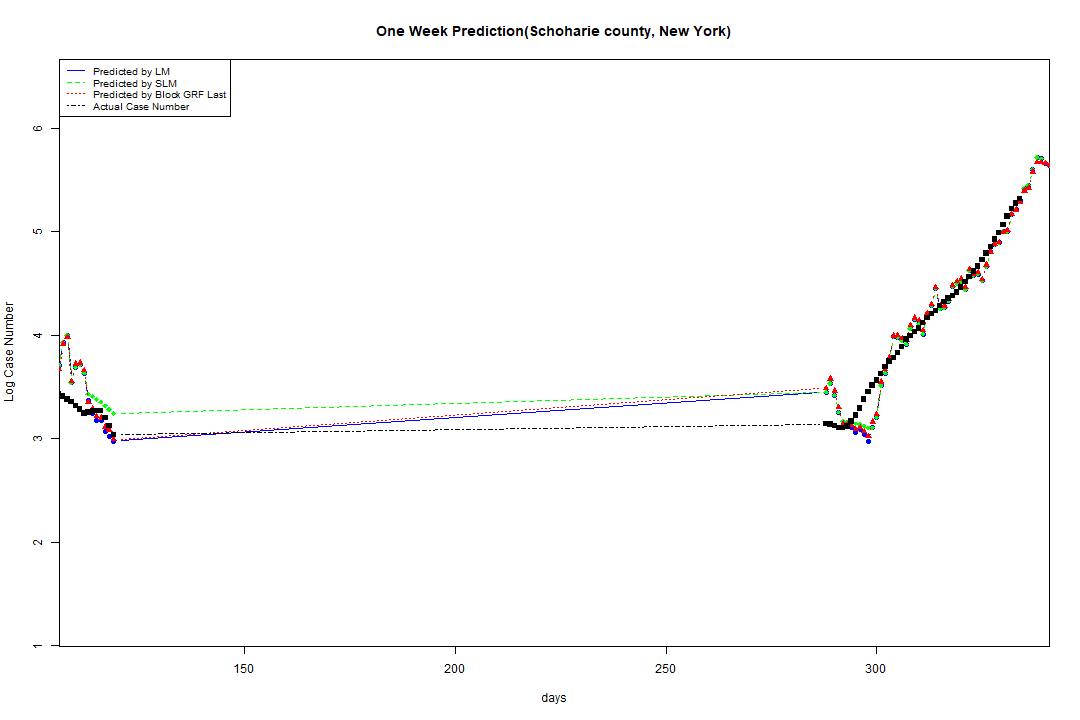 One Week Prediction(Schoharie county, New York)
Predicted by LM
Predicted by SLM
Predicted by Block GRF Last
Actual Case Number
6
5
4
3
2
1
Log Case Number
150 200 250 300
days